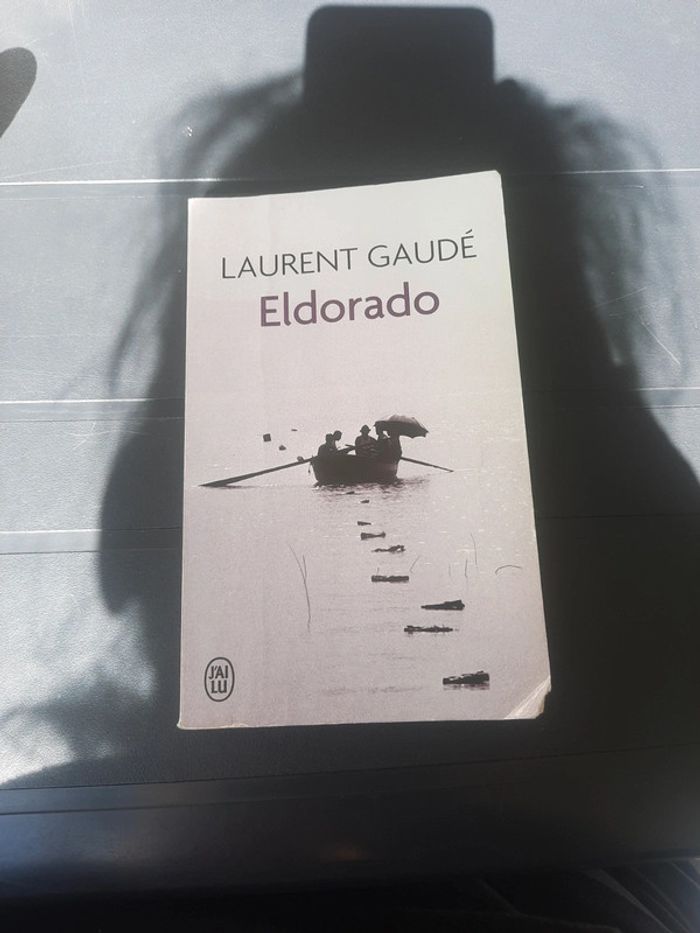 LAURENT GAUDÉ
Eldorado
J'AI
LU